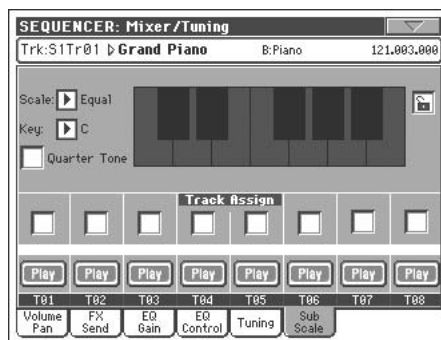 SEQUENCER: Mixer/Tuning
Trk:S1Tr01 Grand Piano B:Piano 121.003.000
Scale: Equal
Key: C
Quarter Tone
Track Assign
Play Play Play Play Play Play Play Play
T01 T02 T03 T04 T05 T06 T07 T08
Volume Pan FX Send EQ Gain EQ Control Tuning Sub Scale